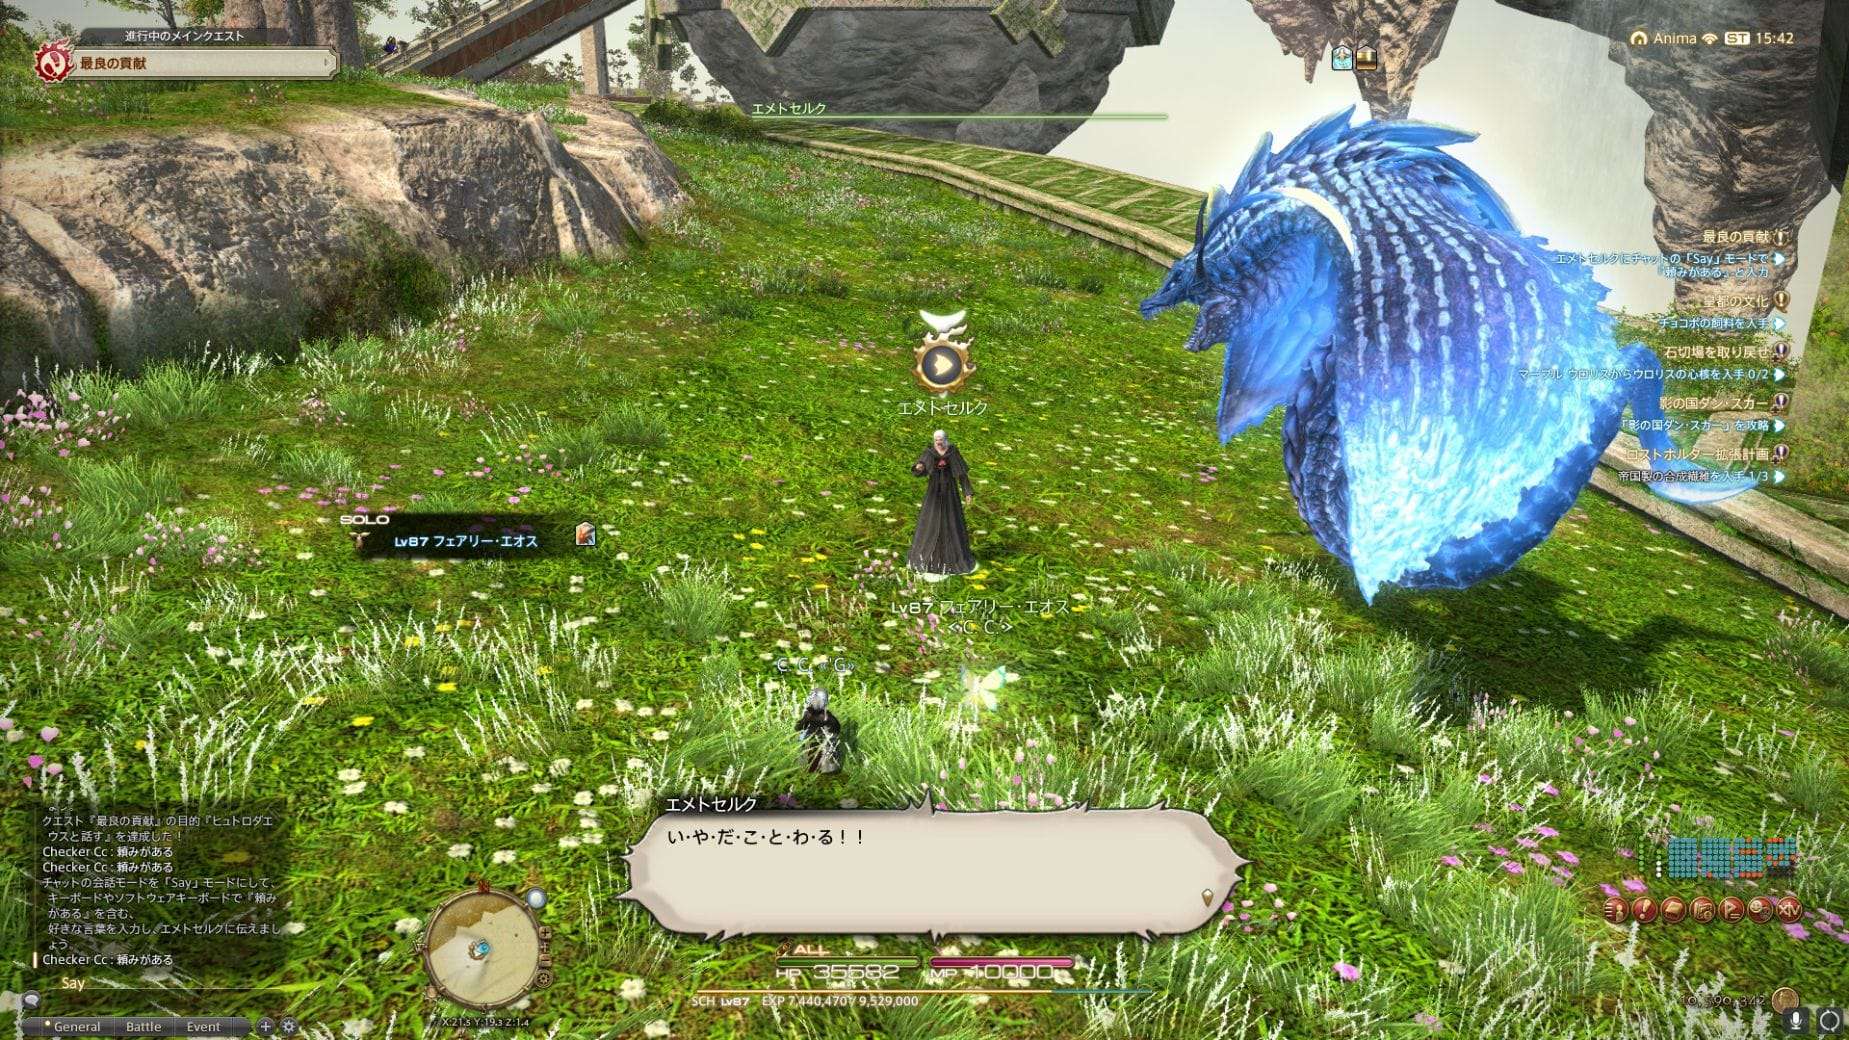 進行中のメインクエスト
最良の貢献
Anima ST 15:42
エメトセルク
最良の貢献
エメトセルクにチャットの「Say」モードで
「頼みがある」と入力
皇都の文化
チョコボの飼料を入手
石切場を取り戻せ
マーブル・ウロリスからウロリスの心核を入手 0/2
影の国ダン・スカー
「影の国ダン・スカー」を攻略
ロストホルダー拡張計画
帝国製の合成繊維を入手 1/3
エメトセルク
SOLO
Lv87 フェアリー・エオス
Lv87 フェアリー・エオス
«C C»
C. G. «G»
エメトセルク
い・や・だ・こ・と・わ・る！！
クエスト『最良の貢献』の目的『ヒュトロダエ
ウスと話す』を達成した！
Checker Cc : 頼みがある
Checker Cc : 頼みがある
チャットの会話モードを「Say」モードにして、
キーボードやソフトウェアキーボードで『頼み
がある』を含む、
好きな言葉を入力し、エメトセルクに伝えまし
ょう。
Checker Cc : 頼みがある
Say
General Battle Event
N
X:21.5 Y:19.3 Z:1.4
ALL
HP 35582 MP 10000
SCH Lv87 EXP 7,440,470 / 9,529,000
XIV